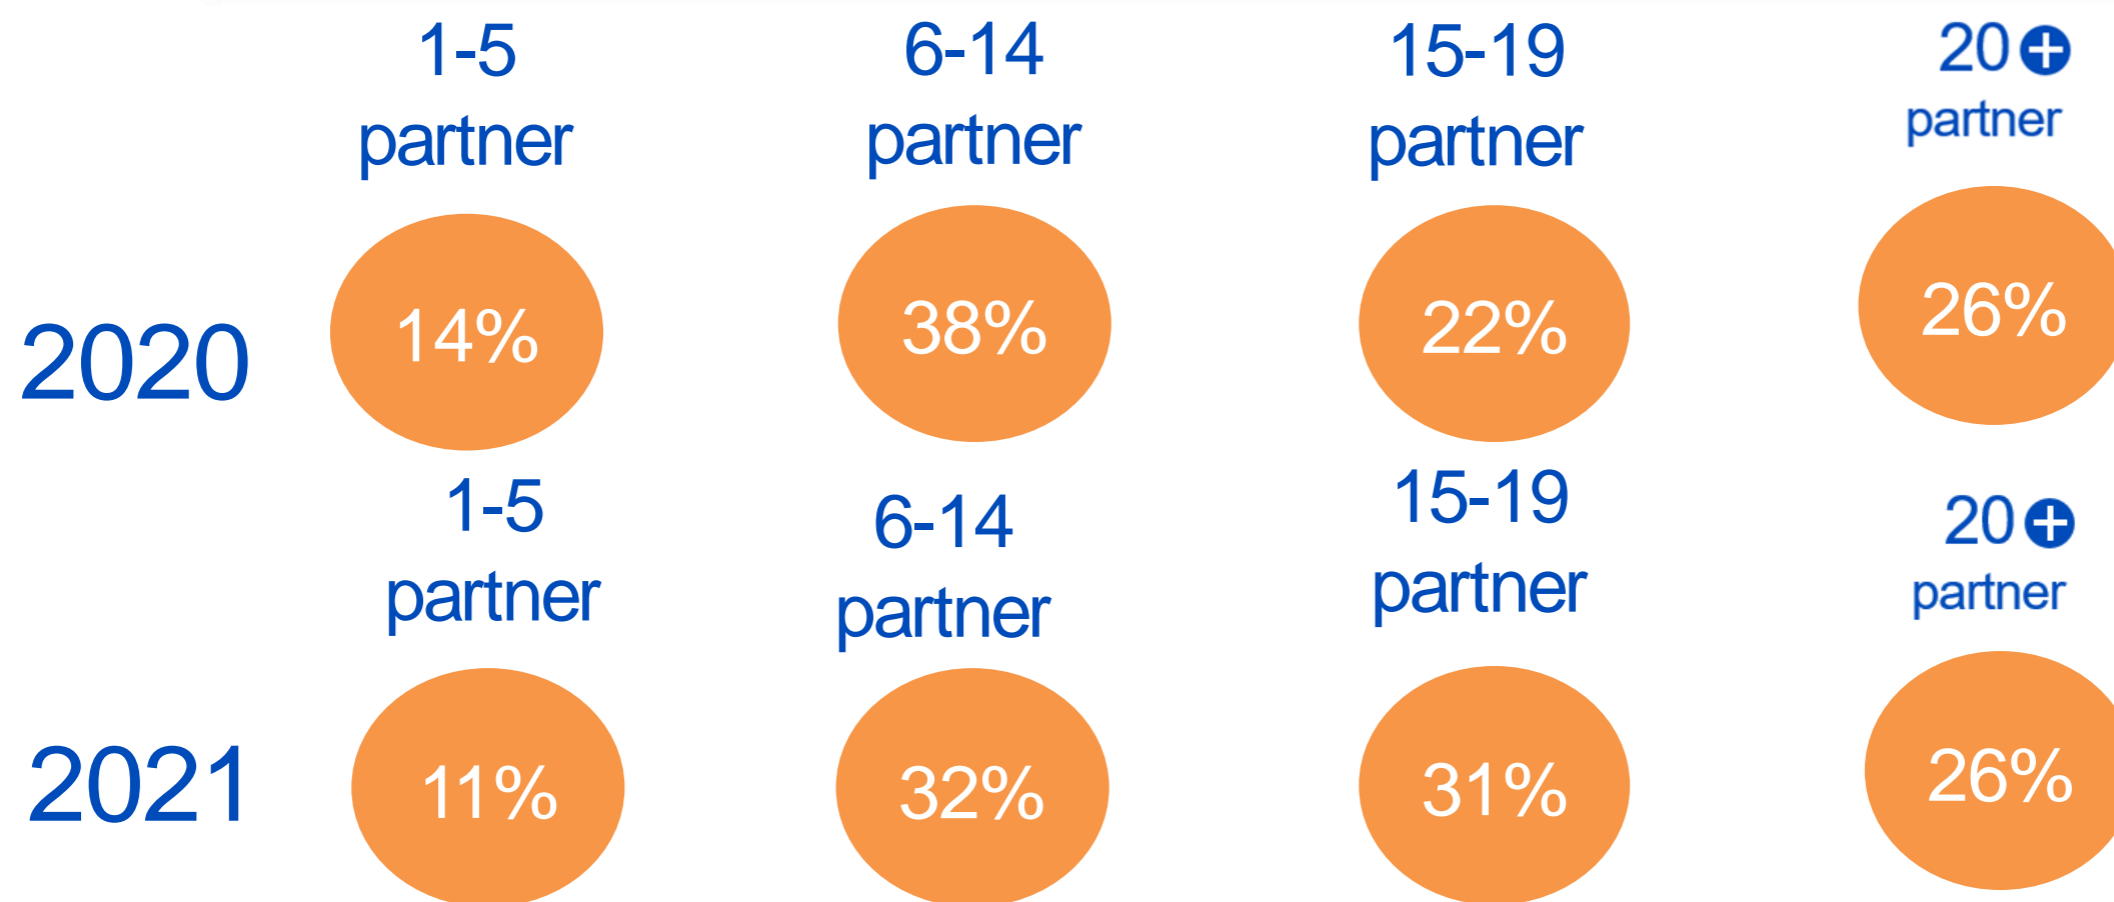 1-5 6-14 15-19 20+
partner partner partner partner
2020 14% 38% 22% 26%
1-5 6-14 15-19 20+
partner partner partner partner
2021 11% 32% 31% 26%